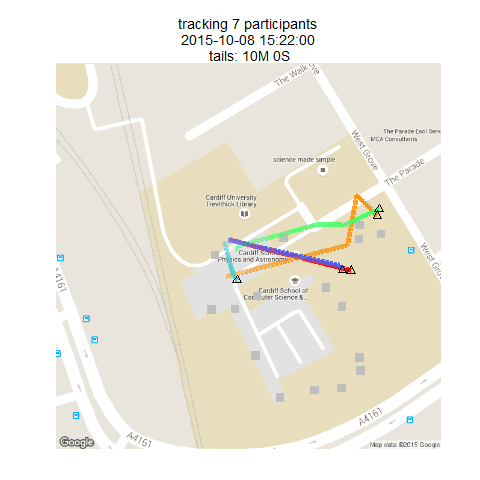 tracking 7 participants
2015-10-08 15:22:00
tails: 10M 0S
The Walk
ove
West Grove
The Parade Esol Serv
MCA Consultants
science made simple
The Parade
Cardiff University
Trevithick Library
West Gro
Cardiff School
Physics and Astronomy
Cardiff School of
Computer Science &...
A4161
A4161
A4161
Google
Map data ©2015 Google